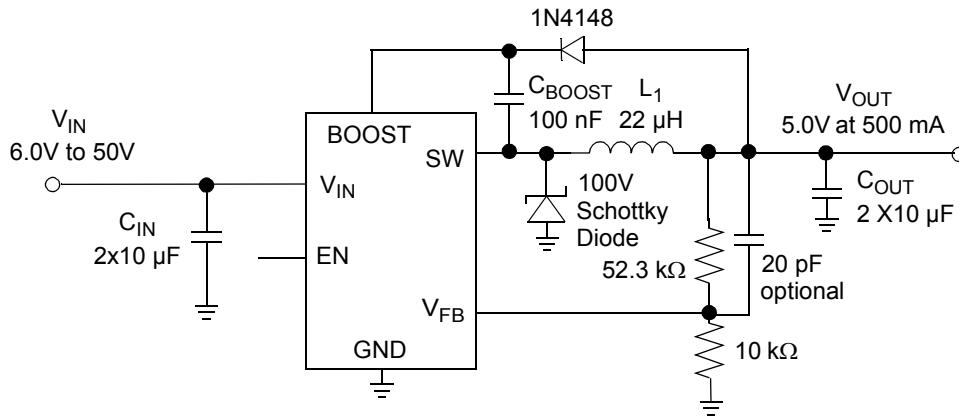 1N4148
C_BOOST
100 nF
L_1
22 µH
V_OUT
5.0V at 500 mA
V_IN
6.0V to 50V
BOOST
SW
V_IN
C_IN
2x10 µF
EN
100V
Schottky
Diode
C_OUT
2 X10 µF
52.3 kΩ
20 pF
optional
V_FB
GND
10 kΩ